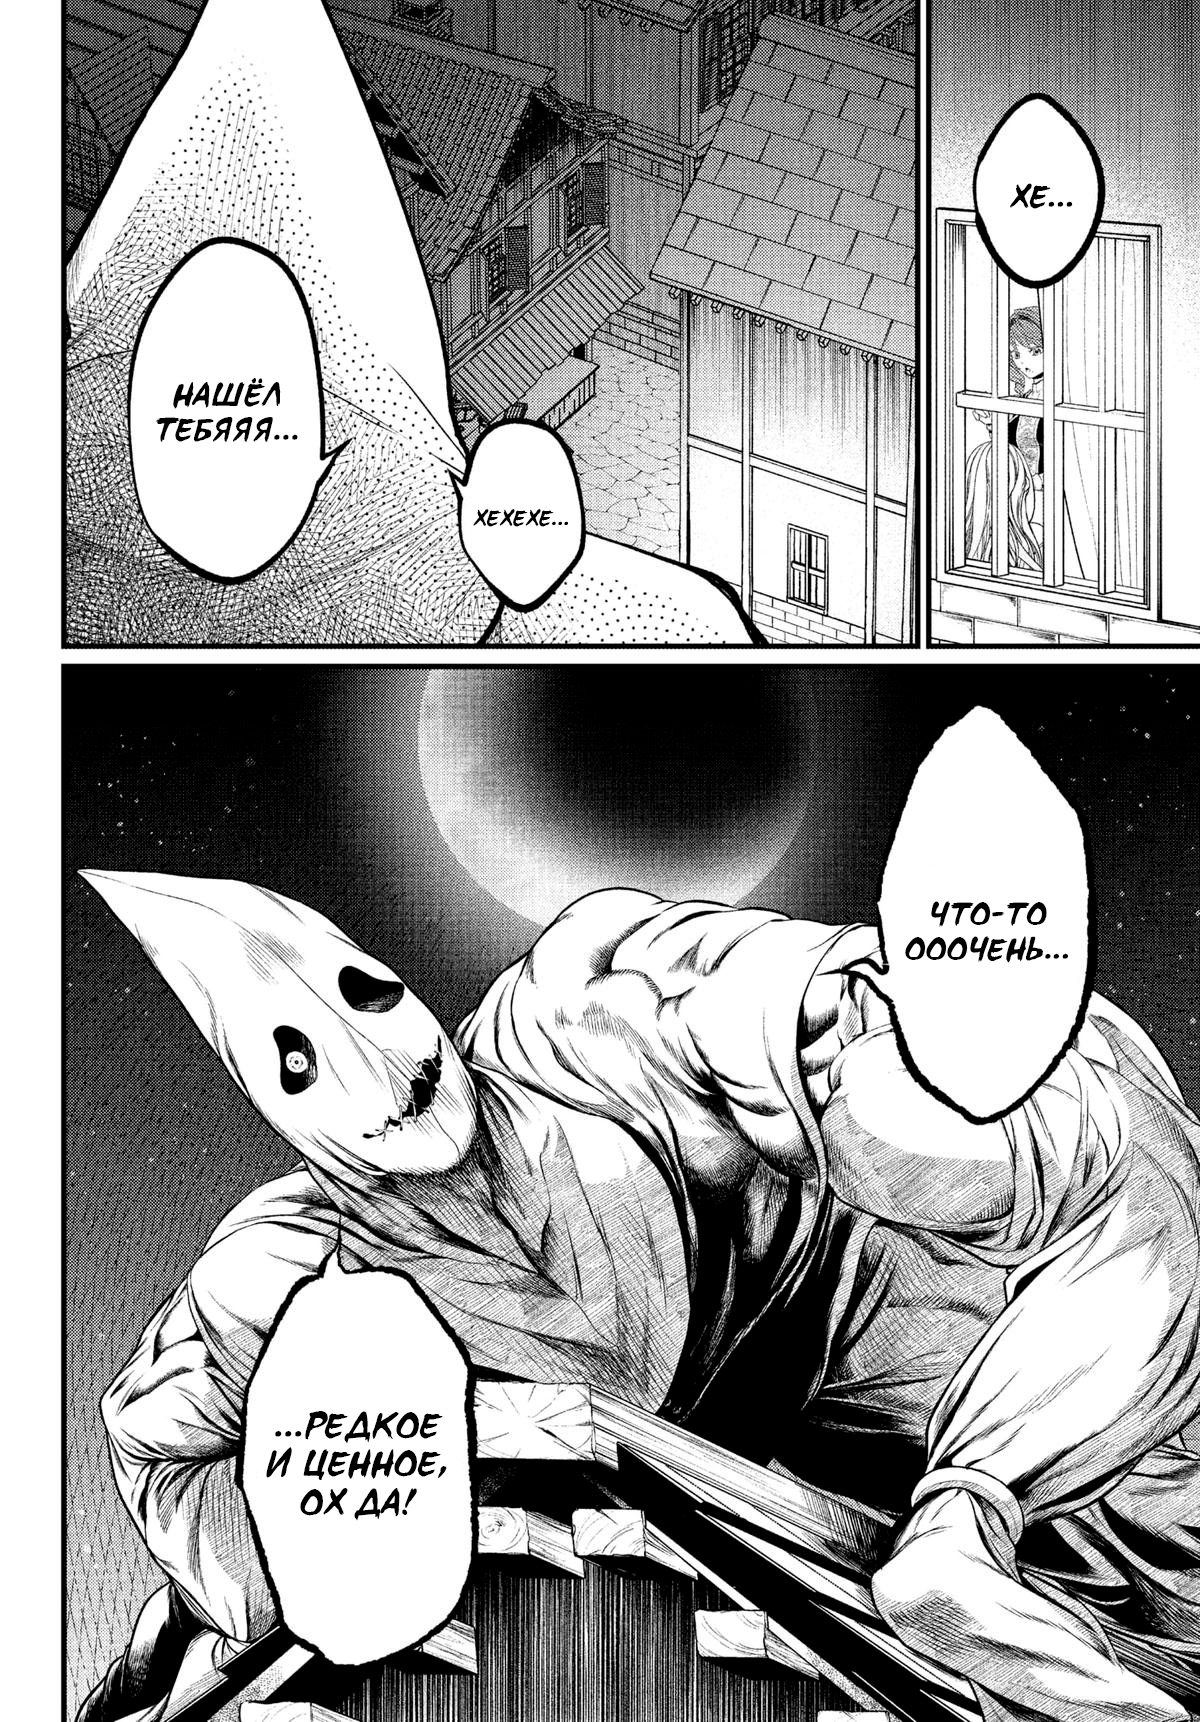 ХЕ...
ХЕХЕХЕ...
НАШЁЛ
ТЕБЯЯЯ...
ЧТО-ТО
ОООЧЕНЬ...
...РЕДКОЕ
И ЦЕННОЕ,
ОХ ДА!